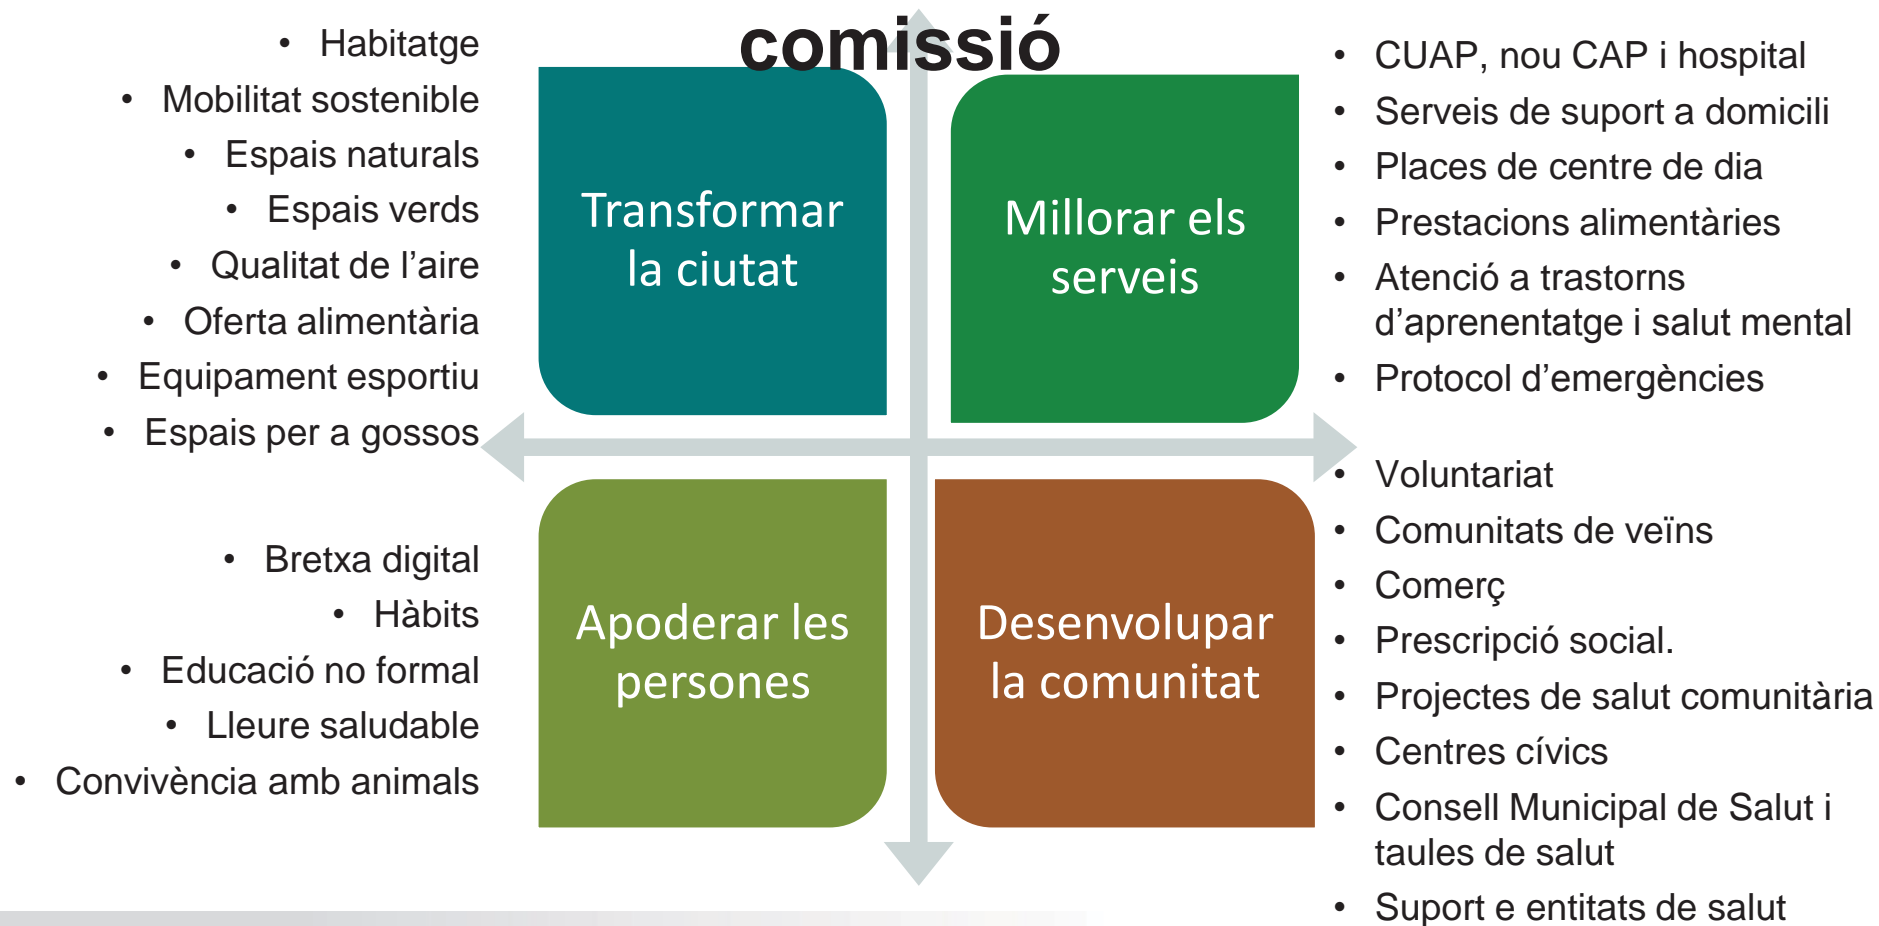 comissió
• Habitatge
• Mobilitat sostenible
• Espais naturals
• Espais verds
• Qualitat de l’aire
• Oferta alimentària
• Equipament esportiu
• Espais per a gossos
Transformar
la ciutat
Millorar els
serveis
• CUAP, nou CAP i hospital
• Serveis de suport a domicili
• Places de centre de dia
• Prestacions alimentàries
• Atenció a trastorns
d’aprenentatge i salut mental
• Protocol d’emergències
• Bretxa digital
• Hàbits
• Educació no formal
• Lleure saludable
• Convivència amb animals
Apoderar les
persones
Desenvolupar
la comunitat
• Voluntariat
• Comunitats de veïns
• Comerç
• Prescripció social.
• Projectes de salut comunitària
• Centres cívics
• Consell Municipal de Salut i
taules de salut
• Suport e entitats de salut